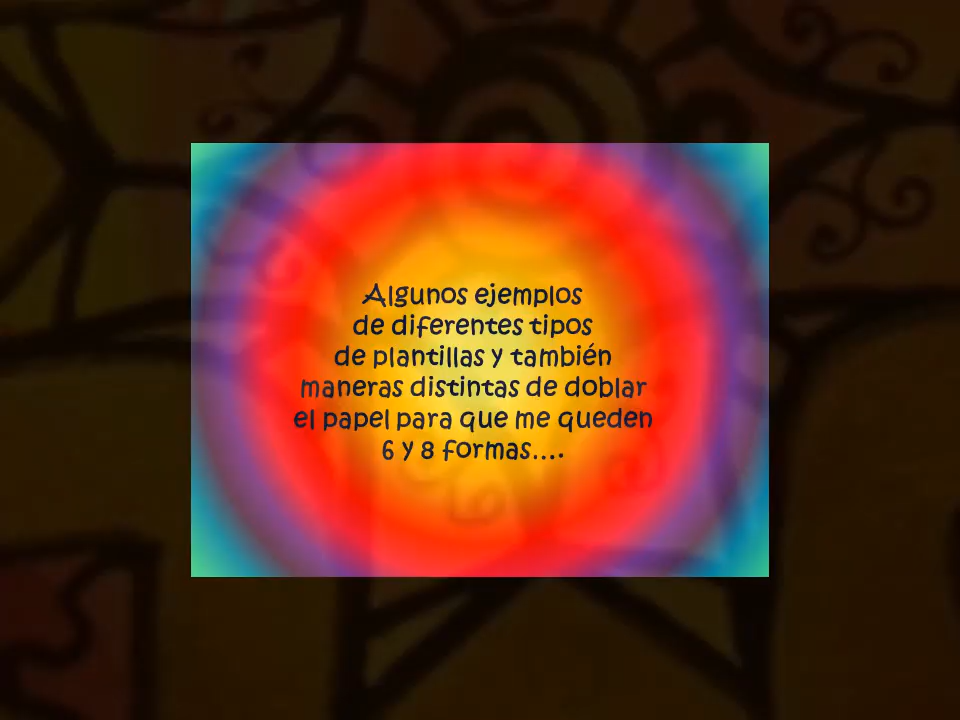 Algunos ejemplos
de diferentes tipos
de plantillas y también
maneras distintas de doblar
el papel para que me queden
6 y 8 formas....